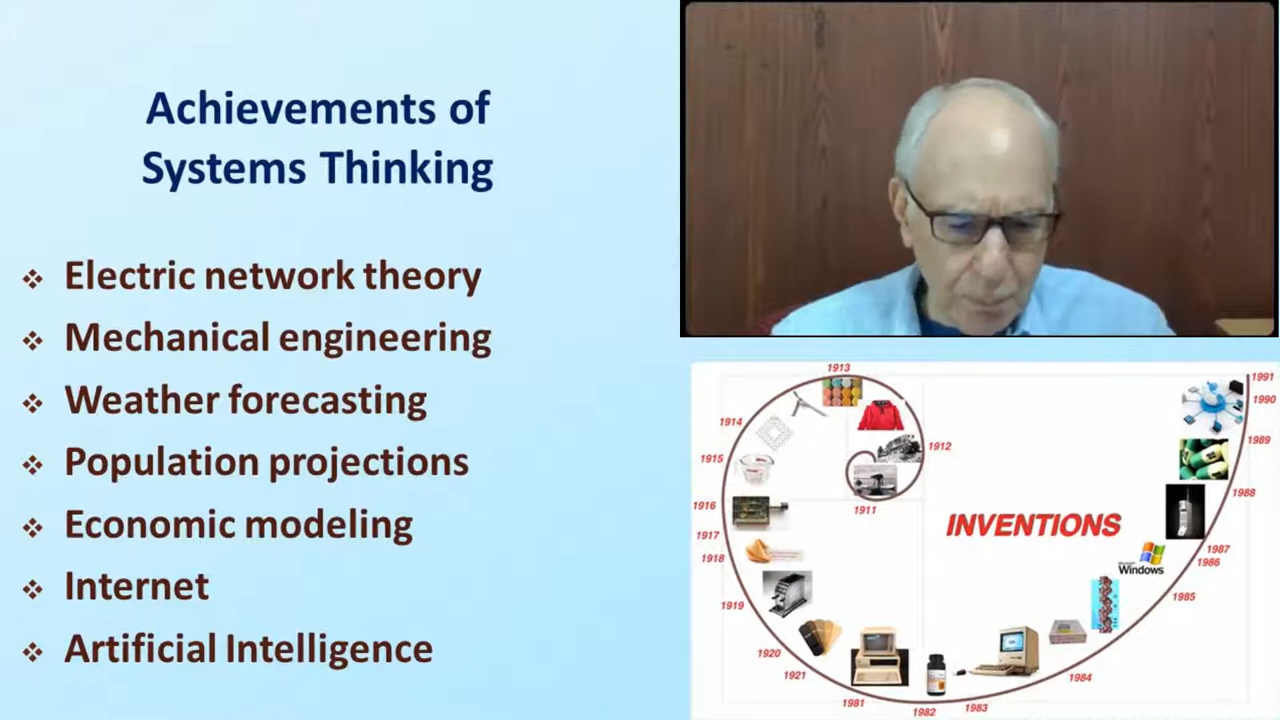 Achievements of
Systems Thinking
❖ Electric network theory
❖ Mechanical engineering
❖ Weather forecasting
❖ Population projections
❖ Economic modeling
❖ Internet
❖ Artificial Intelligence
INVENTIONS
1911
1912
1913
1914
1915
1916
1917
1918
1919
1920
1921
1981
1982
1983
1984
1985
1986
1987
1988
1989
1990
1991
Microsoft
Windows